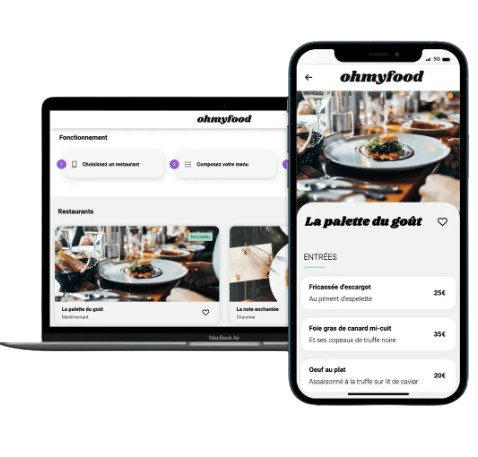 ohmyfood
Fonctionnement
1 Choisissez un restaurant
2 Composez votre menu
Restaurants
Nouveau
La palette du goût
Ménilmontant
La note enchantée
Charonne
MacBook Air
5G
ohmyfood
La palette du goût
ENTRÉES
Fricassée d'escargot
Au piment d'espelette
25€
Foie gras de canard mi-cuit
Et ses copeaux de truffe noire
35€
Oeuf au plat
Assaisonné à la truffe sur lit de caviar
20€